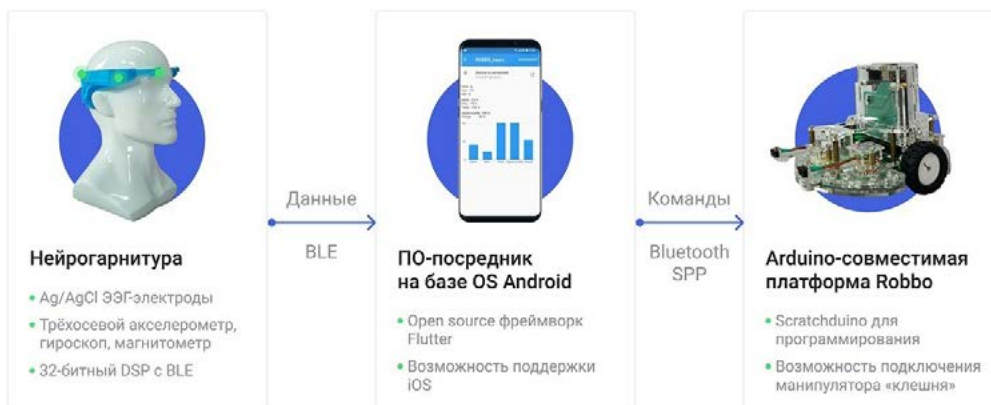 Нейрогарнитура
Ag/AgCl ЭЭГ-электроды
Трёхосевой акселерометр,
гироскоп, магнитометр
32-битный DSP с BLE
Данные
BLE
ПО-посредник
на базе OS Android
Open source фреймворк
Flutter
Возможность поддержки
iOS
Команды
Bluetooth
SPP
Arduino-совместимая
платформа Robbo
Scratchduino для
программирования
Возможность подключения
манипулятора «клешня»